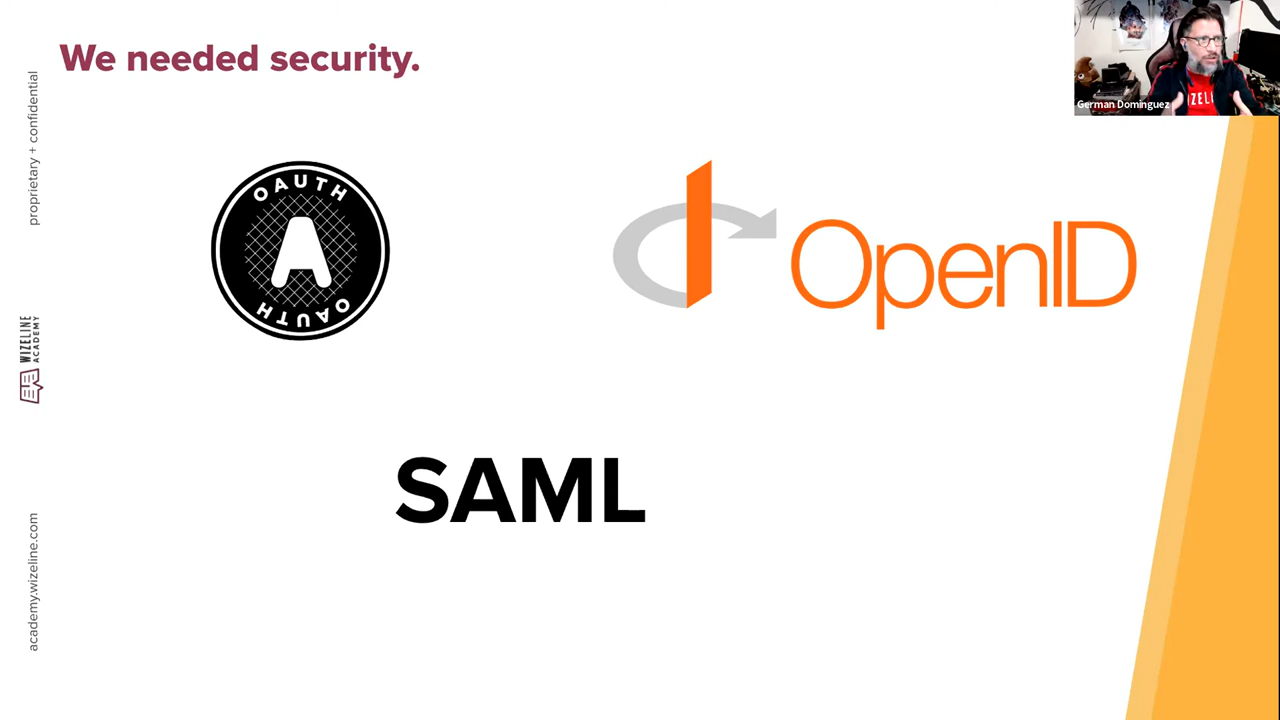 We needed security.
proprietary + confidential
WIZELINE
ACADEMY
academy.wizeline.com
OAUTH
A
OAUTH
OpenID
SAML
German Dominguez